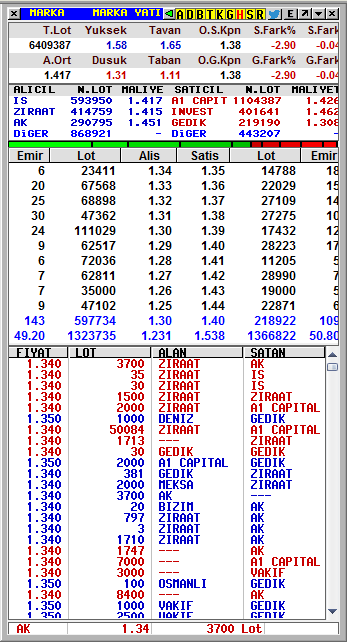 MARKA MARKA YATI A D B T K G H S R E
T.Lot Yuksek Tavan O.S.Kpn S.Fark% S.Fark
6409387 1.58 1.65 1.38 -2.90 -0.04
A.Ort Dusuk Taban O.G.Kpn G.Fark% G.Fark
1.417 1.31 1.11 1.38 -2.90 -0.04
ALICILAR N.LOT MALIYE SATICILAR N.LOT MALIYET
IS 593950 1.417 A1 CAPIT 1104387 1.426
ZIRAAT 414759 1.415 INVEST 401641 1.462
AK 290795 1.451 GEDIK 219190 1.308
DiGER 868921 - DiGER 443207 -
Emir Lot Alis Satis Lot Emir
6 23411 1.34 1.35 14788 18
20 67568 1.33 1.36 22029 15
25 68898 1.32 1.37 27109 14
30 47362 1.31 1.38 27275 10
24 111029 1.30 1.39 17432 12
9 62517 1.29 1.40 28223 17
6 72036 1.28 1.41 11205 5
7 62811 1.27 1.42 28990 7
7 35000 1.26 1.43 19000 5
9 47102 1.25 1.44 22871 6
143 597734 1.30 1.40 218922 109
49.20 1323735 1.231 1.538 1366822 50.80
FIYAT LOT ALAN SATAN
1.340 3700 ZIRAAT AK
1.340 35 ZIRAAT IS
1.340 30 ZIRAAT IS
1.340 1500 ZIRAAT ZIRAAT
1.340 2000 ZIRAAT A1 CAPITAL
1.350 1000 DENIZ GEDIK
1.340 50084 ZIRAAT A1 CAPITAL
1.340 1713 --- ZIRAAT
1.340 30 GEDIK GEDIK
1.350 2000 A1 CAPITAL GEDIK
1.340 381 GEDIK ZIRAAT
1.350 2000 MEKSA ZIRAAT
1.340 3700 AK ---
1.350 20 BIZIM AK
1.350 797 ZIRAAT AK
1.350 3 ZIRAAT AK
1.350 1710 ZIRAAT AK
1.340 1747 --- AK
1.340 7000 --- A1 CAPITAL
1.340 3000 --- VAKIF
1.350 100 OSMANLI GEDIK
1.340 8400 --- AK
1.350 1000 VAKIF GEDIK
1.350 2500 VAKIF GEDIK
AK 1.34 3700 Lot